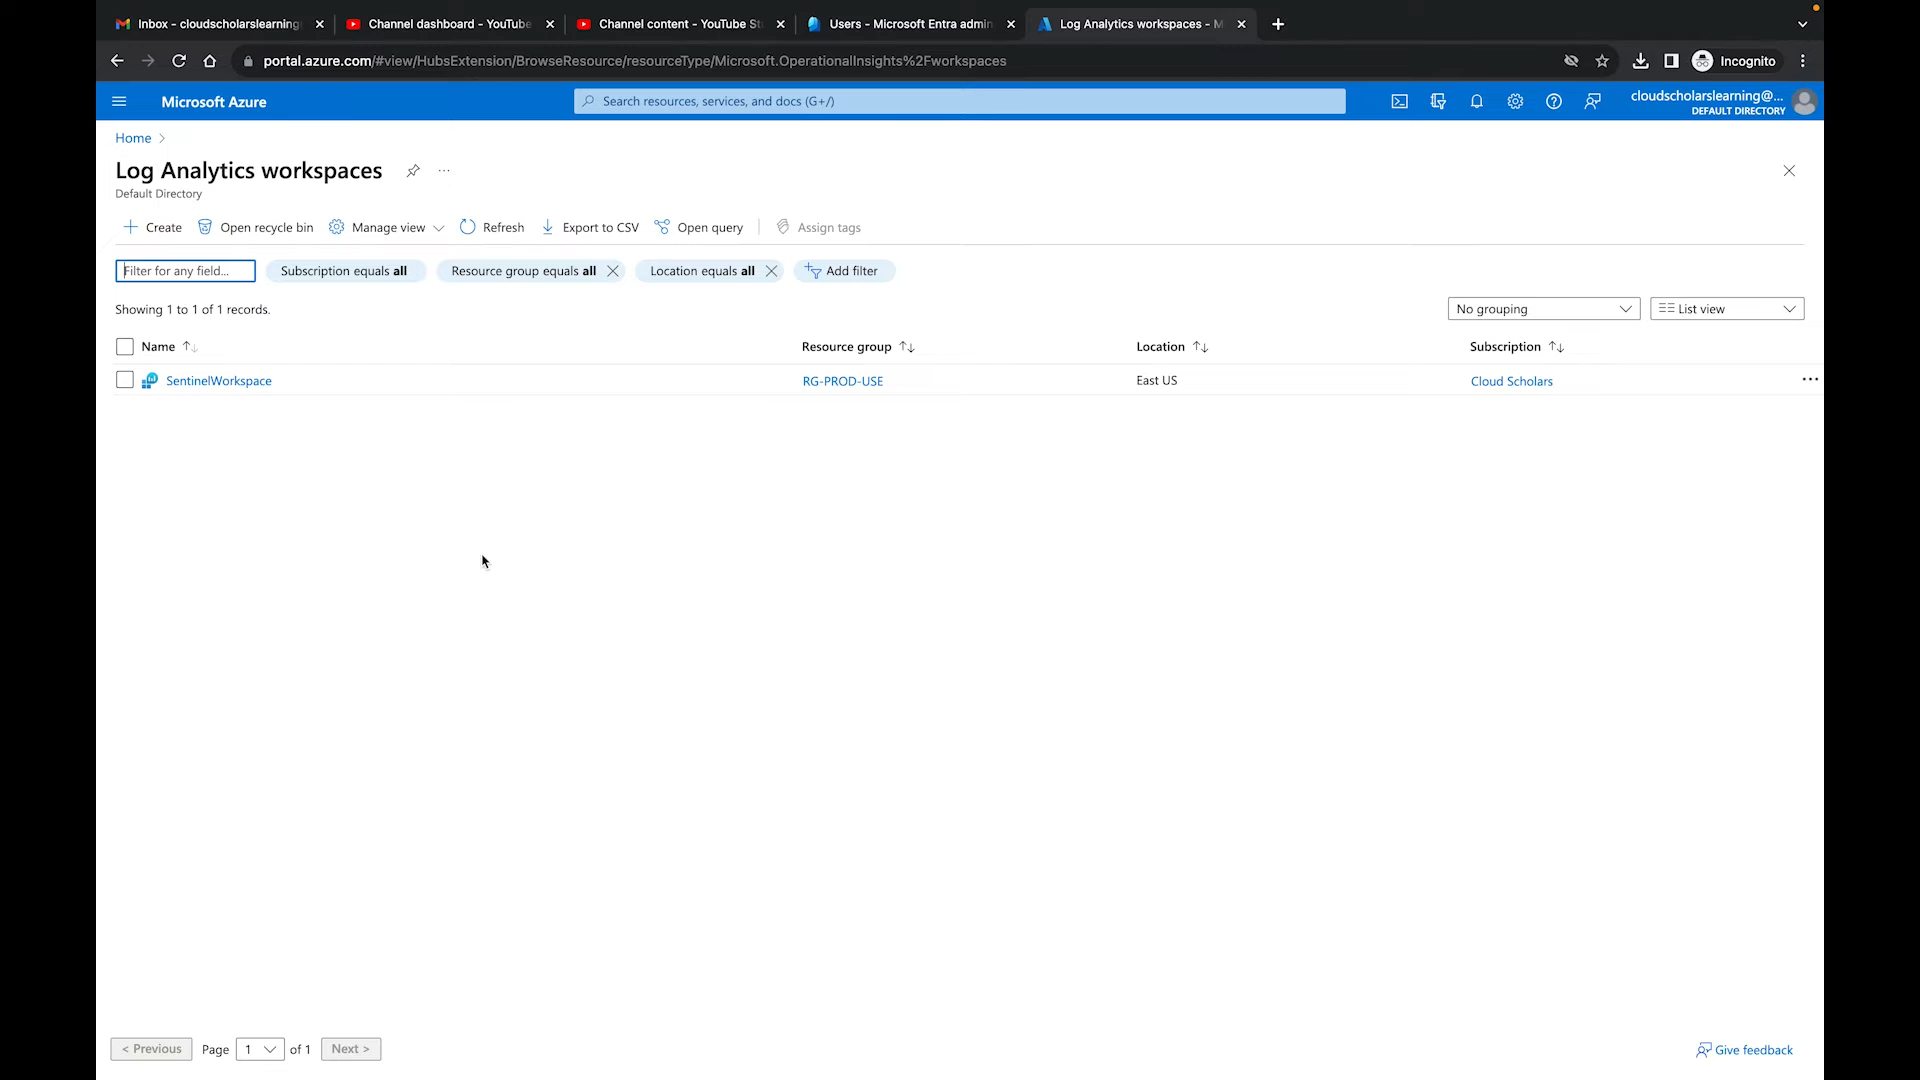 Inbox - cloudscholarslearning
Channel dashboard - YouTube
Channel content - YouTube St
Users - Microsoft Entra admin
Log Analytics workspaces - M
portal.azure.com/#view/HubsExtension/BrowseResource/resourceType/Microsoft.OperationalInsights%2Fworkspaces
Incognito
Microsoft Azure
Search resources, services, and docs (G+/)
cloudscholarslearning@...
DEFAULT DIRECTORY
Home
Log Analytics workspaces
...
Default Directory
Create
Open recycle bin
Manage view
Refresh
Export to CSV
Open query
Assign tags
Filter for any field...
Subscription equals all
Resource group equals all
Location equals all
Add filter
Showing 1 to 1 of 1 records.
No grouping
List view
Name
Resource group
Location
Subscription
SentinelWorkspace
RG-PROD-USE
East US
Cloud Scholars
...
< Previous
Page
1
of 1
Next >
Give feedback